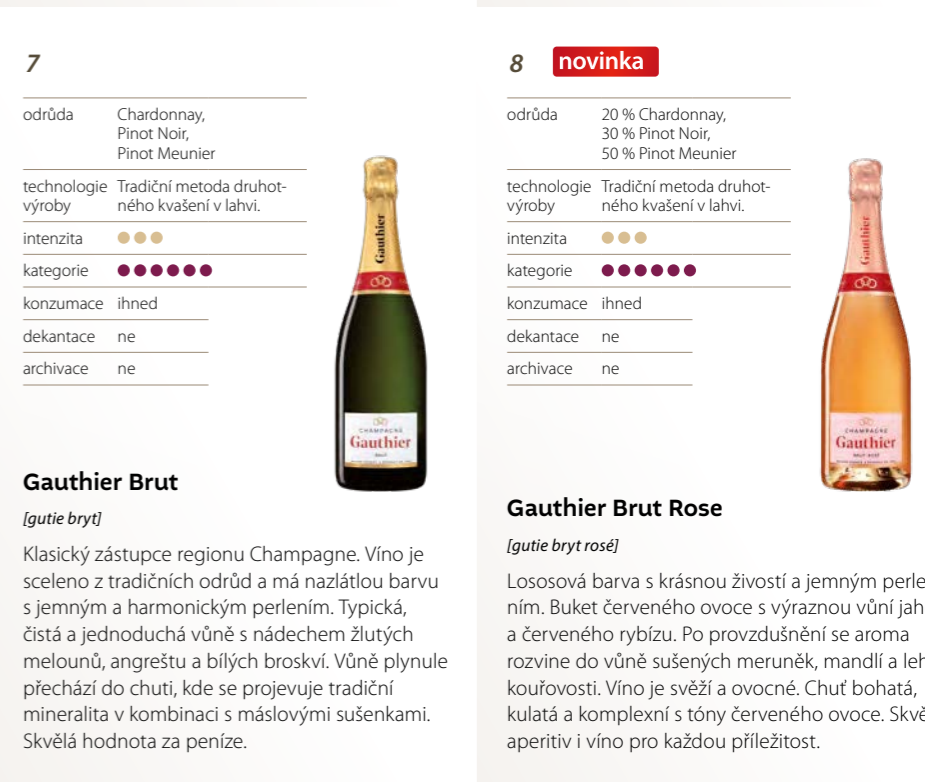 7
odrůda Chardonnay,
Pinot Noir,
Pinot Meunier
technologie Tradiční metoda druhot-
výroby ného kvašení v lahvi.
intenzita
kategorie
konzumace ihned
dekantace ne
archivace ne
Gauthier
CHAMPAGNE
Gauthier
BRUT
Gauthier Brut
[gutie bryt]
Klasický zástupce regionu Champagne. Víno je
sceleno z tradičních odrůd a má nazlátlou barvu
s jemným a harmonickým perlením. Typická,
čistá a jednoduchá vůně s nádechem žlutých
melounů, angreštu a bílých broskví. Vůně plynule
přechází do chuti, kde se projevuje tradiční
mineralita v kombinaci s máslovými sušenkami.
Skvělá hodnota za peníze.
8 novinka
odrůda 20 % Chardonnay,
30 % Pinot Noir,
50 % Pinot Meunier
technologie Tradiční metoda druhot-
výroby ného kvašení v lahvi.
intenzita
kategorie
konzumace ihned
dekantace ne
archivace ne
Gauthier
CHAMPAGNE
Gauthier
BRUT ROSÉ
Gauthier Brut Rose
[gutie bryt rosé]
Lososová barva s krásnou živostí a jemným perle
ním. Buket červeného ovoce s výraznou vůní jah
a červeného rybízu. Po provzdušnění se aroma
rozvine do vůně sušených meruněk, mandlí a leh
kouřovosti. Víno je svěží a ovocné. Chuť bohatá,
kulatá a komplexní s tóny červeného ovoce. Skvě
aperitiv i víno pro každou příležitost.